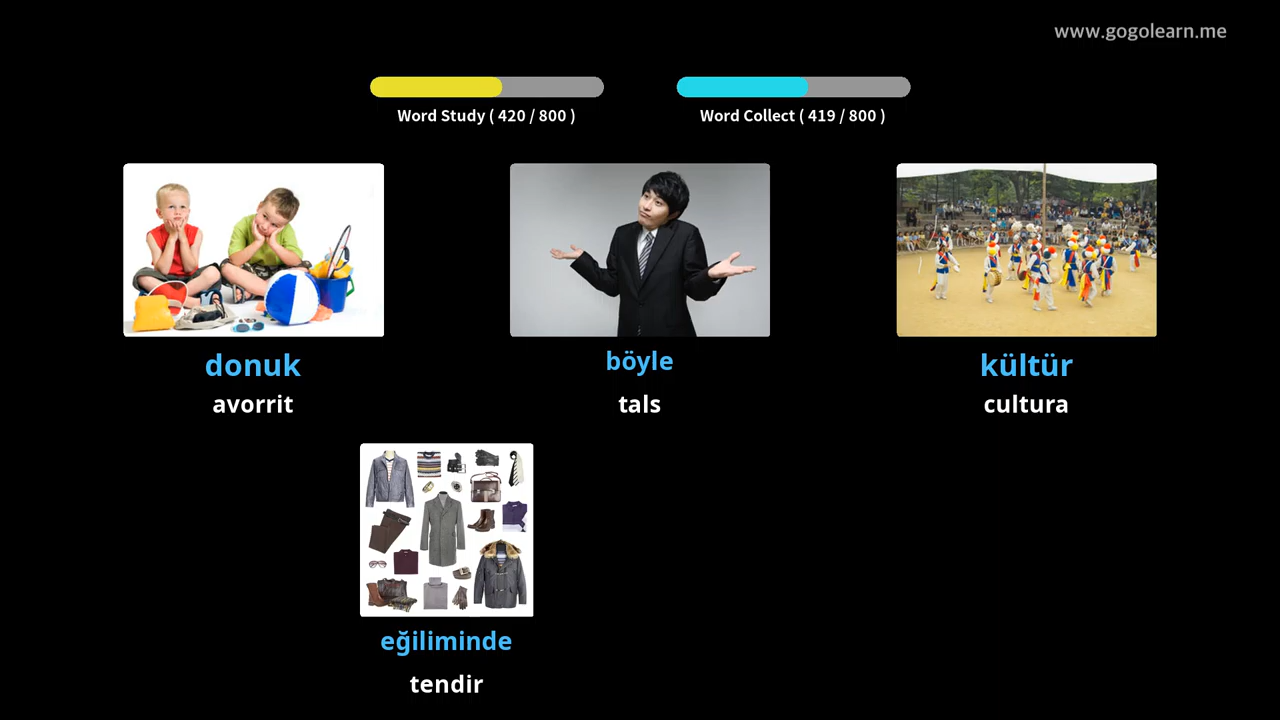 www.gogolearn.me
Word Study ( 420 / 800 )
Word Collect ( 419 / 800 )
donuk
avorrit
böyle
tals
kültür
cultura
eğiliminde
tendir